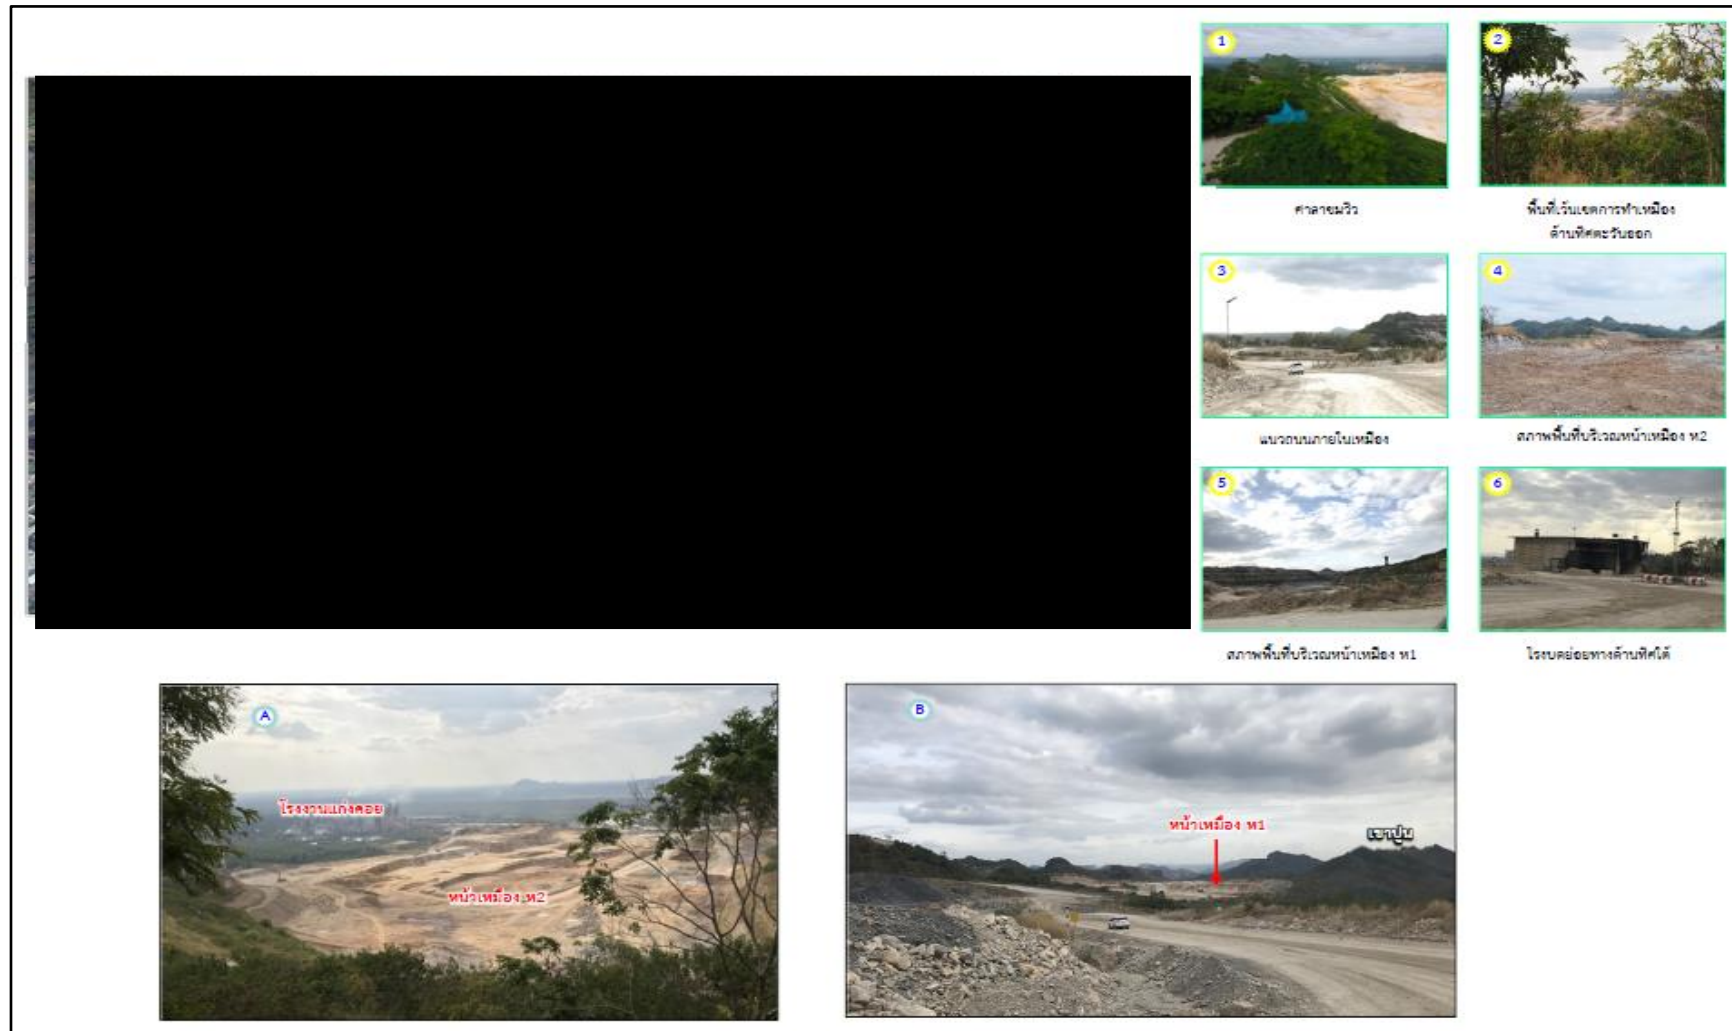 1
2
ศาลาชมวิว
พื้นที่เว้นเขตการทำเหมือง
ด้านทิศตะวันออก
3
4
แนวถนนภายในเหมือง
สภาพพื้นที่บริเวณหน้าเหมือง ห2
5
6
สภาพพื้นที่บริเวณหน้าเหมือง ห1
โรงบดย่อยทางด้านทิศใต้
A
โรงงานแก่งคอย
หน้าเหมือง ห2
B
หน้าเหมือง ห1
เขาปูน